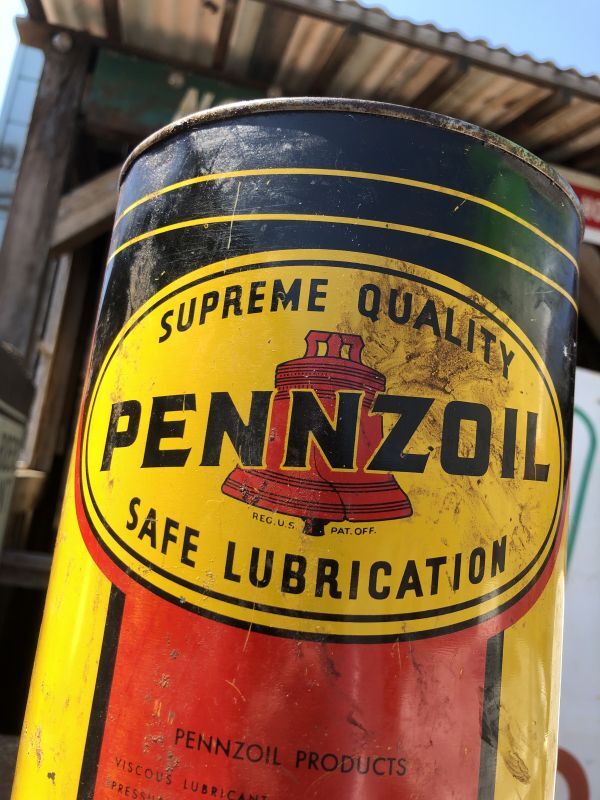 SUPREME QUALITY
PENNZOIL
REG. U.S. PAT. OFF.
SAFE LUBRICATION
PENNZOIL PRODUCTS
VISCOUS LUBRICANT